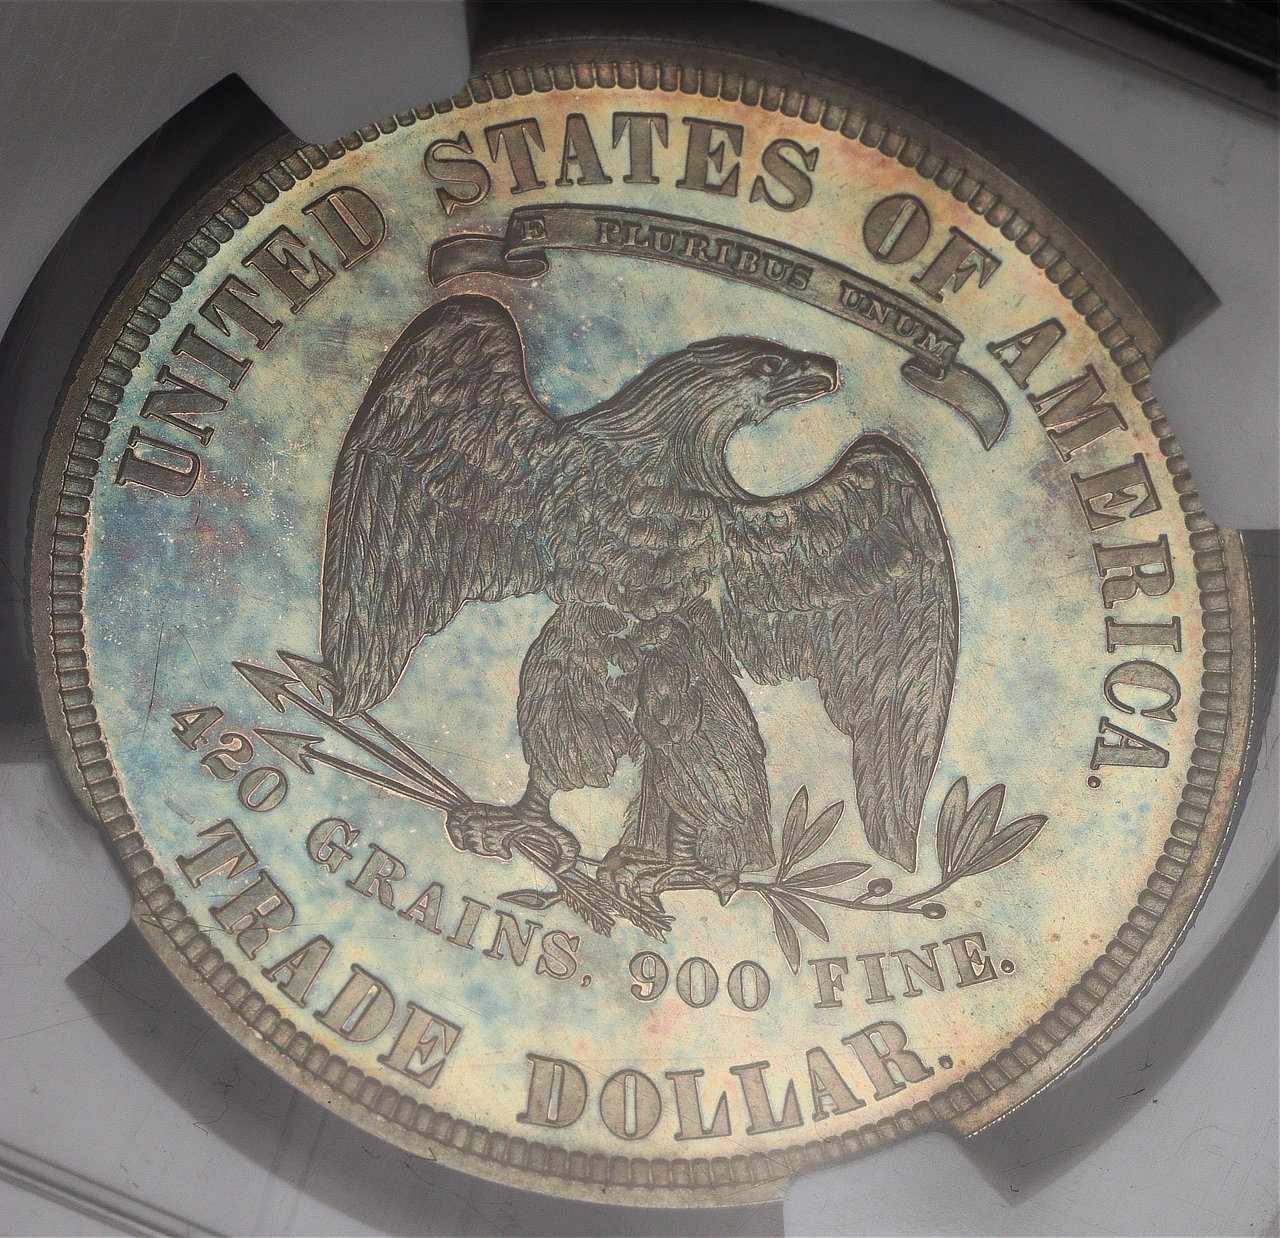 UNITED STATES OF AMERICA.
E PLURIBUS UNUM
420 GRAINS, 900 FINE.
TRADE DOLLAR.